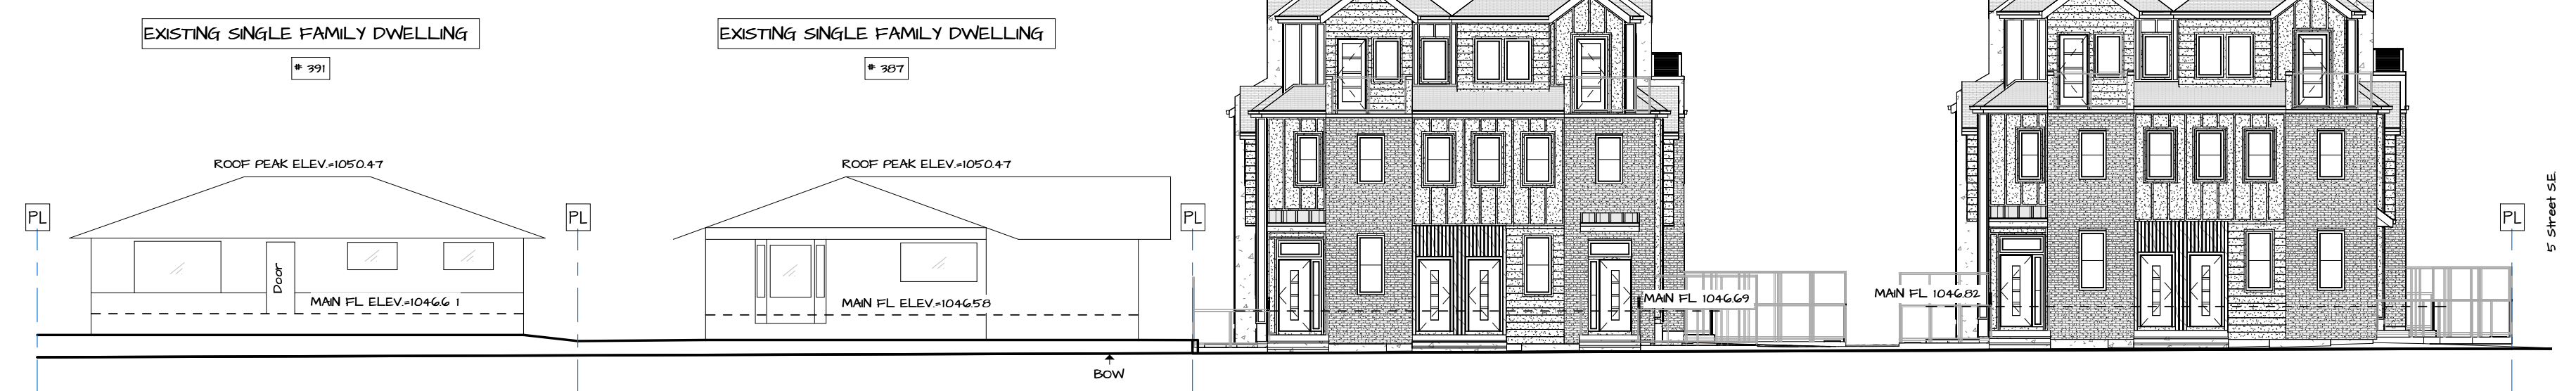 EXISTING SINGLE FAMILY DWELLING
# 391
EXISTING SINGLE FAMILY DWELLING
# 387
ROOF PEAK ELEV.=1050.47
ROOF PEAK ELEV.=1050.47
PL
PL
PL
PL
5 Street S.E.
Door
MAIN FL ELEV.=1046.6 1
MAIN FL ELEV.=1046.58
MAIN FL 1046.69
MAIN FL 1046.82
BOW